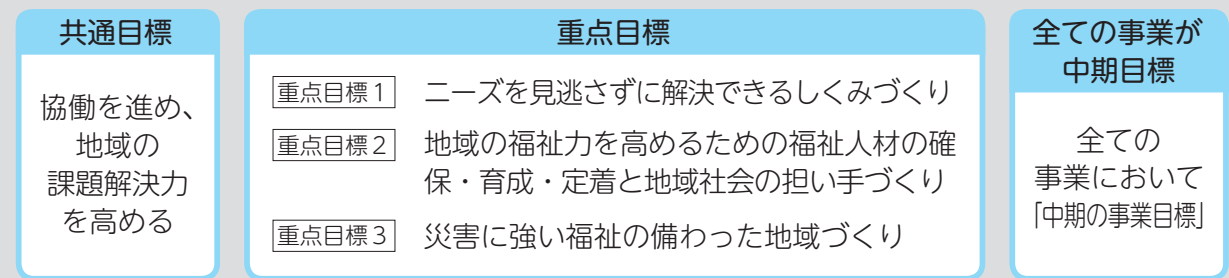 共通目標
協働を進め、
地域の
課題解決力
を高める
重点目標
重点目標1 ニーズを見逃さずに解決できるしくみづくり
重点目標2 地域の福祉力を高めるための福祉人材の確
保・育成・定着と地域社会の担い手づくり
重点目標3 災害に強い福祉の備わった地域づくり
全ての事業が
中期目標
全ての
事業において
「中期の事業目標」